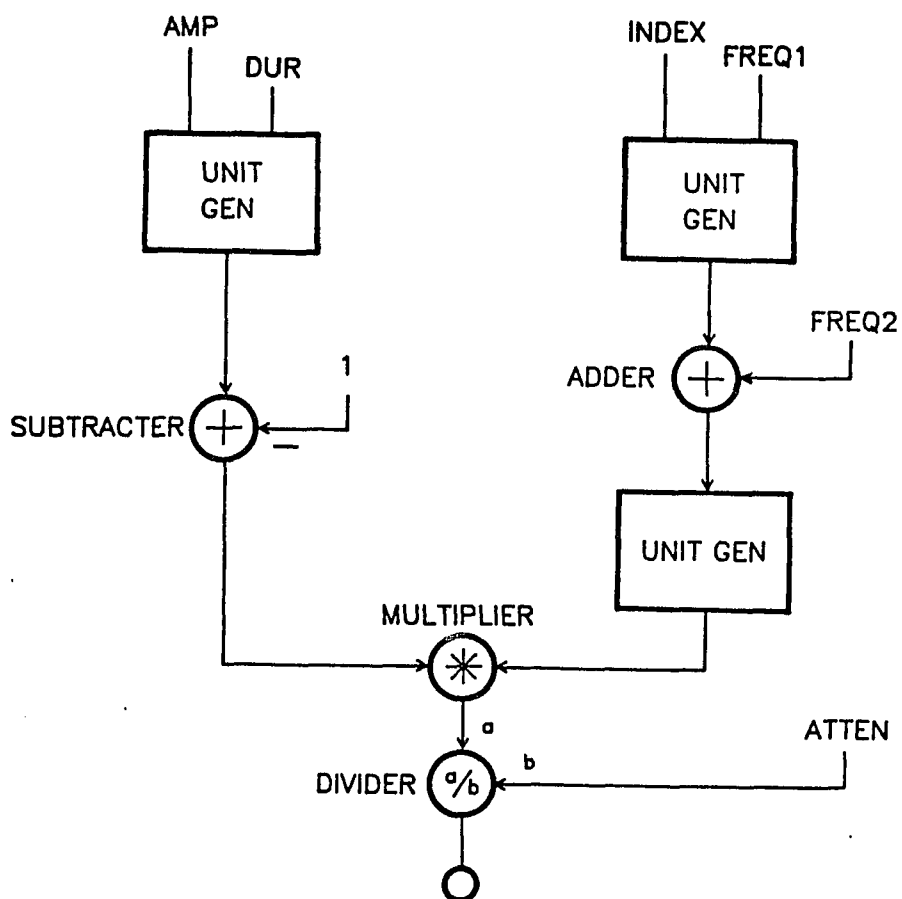 AMP
DUR
INDEX
FREQ1
UNIT
GEN
UNIT
GEN
FREQ2
1
ADDER
SUBTRACTER
+
+
−
UNIT GEN
MULTIPLIER
*
a
ATTEN
b
DIVIDER
a/b